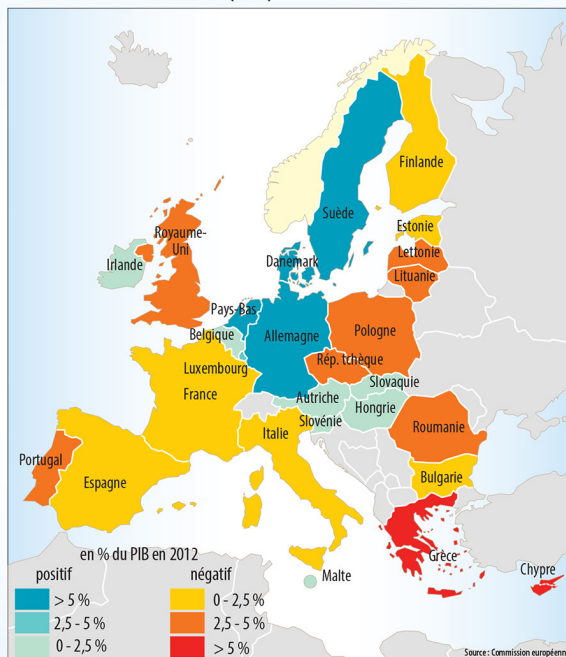 Finlande
Suède
Estonie
Lettonie
Lituanie
Royaume-
Uni
Irlande
Danemark
Pays-Bas
Belgique
Allemagne
Pologne
Luxembourg
Rép. tchèque
France
Slovaquie
Autriche
Hongrie
Slovénie
Italie
Roumanie
Portugal
Espagne
Bulgarie
Grèce
Chypre
Malte
en % du PIB en 2012
positif
> 5 %
2,5 - 5 %
0 - 2,5 %
négatif
0 - 2,5 %
2,5 - 5 %
> 5 %
Source : Commission européenn